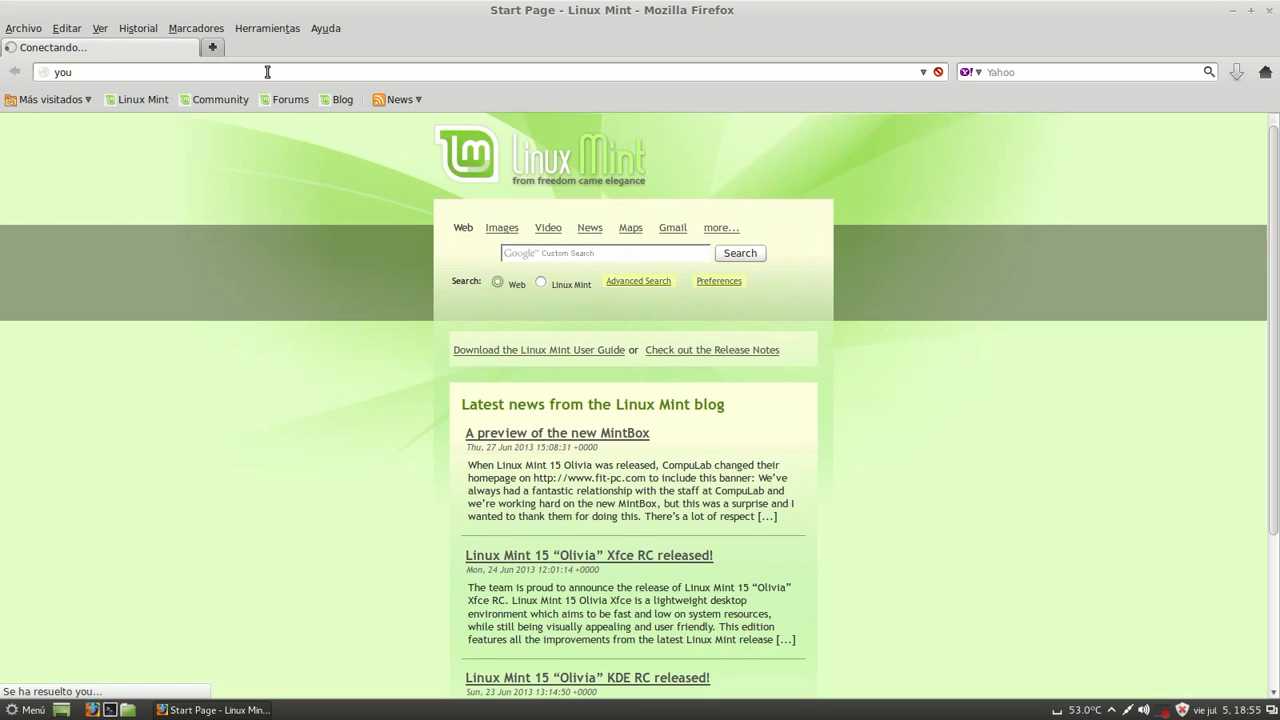 Start Page - Linux Mint - Mozilla Firefox
Archivo Editar Ver Historial Marcadores Herramientas Ayuda
Conectando...
you
Yahoo
Más visitados Linux Mint Community Forums Blog News
Linux Mint
from freedom came elegance
Web Images Video News Maps Gmail more...
Google™ Custom Search Search
Search: Web Linux Mint Advanced Search Preferences
Download the Linux Mint User Guide or Check out the Release Notes
Latest news from the Linux Mint blog
A preview of the new MintBox
Thu, 27 Jun 2013 15:08:31 +0000
When Linux Mint 15 Olivia was released, CompuLab changed their
homepage on http://www.fit-pc.com to include this banner: We’ve
always had a fantastic relationship with the staff at CompuLab and
we’re working hard on the new MintBox, but this was a surprise and I
wanted to thank them for doing this. There’s a lot of respect [...]
Linux Mint 15 “Olivia” Xfce RC released!
Mon, 24 Jun 2013 12:01:14 +0000
The team is proud to announce the release of Linux Mint 15 “Olivia”
Xfce RC. Linux Mint 15 Olivia Xfce is a lightweight desktop
environment which aims to be fast and low on system resources,
while still being visually appealing and user friendly. This edition
features all the improvements from the latest Linux Mint release [...]
Linux Mint 15 “Olivia” KDE RC released!
Sun, 23 Jun 2013 13:14:50 +0000
Se ha resuelto you...
Menú Start Page - Linux Min... 53.0ºC vie jul 5, 18:55